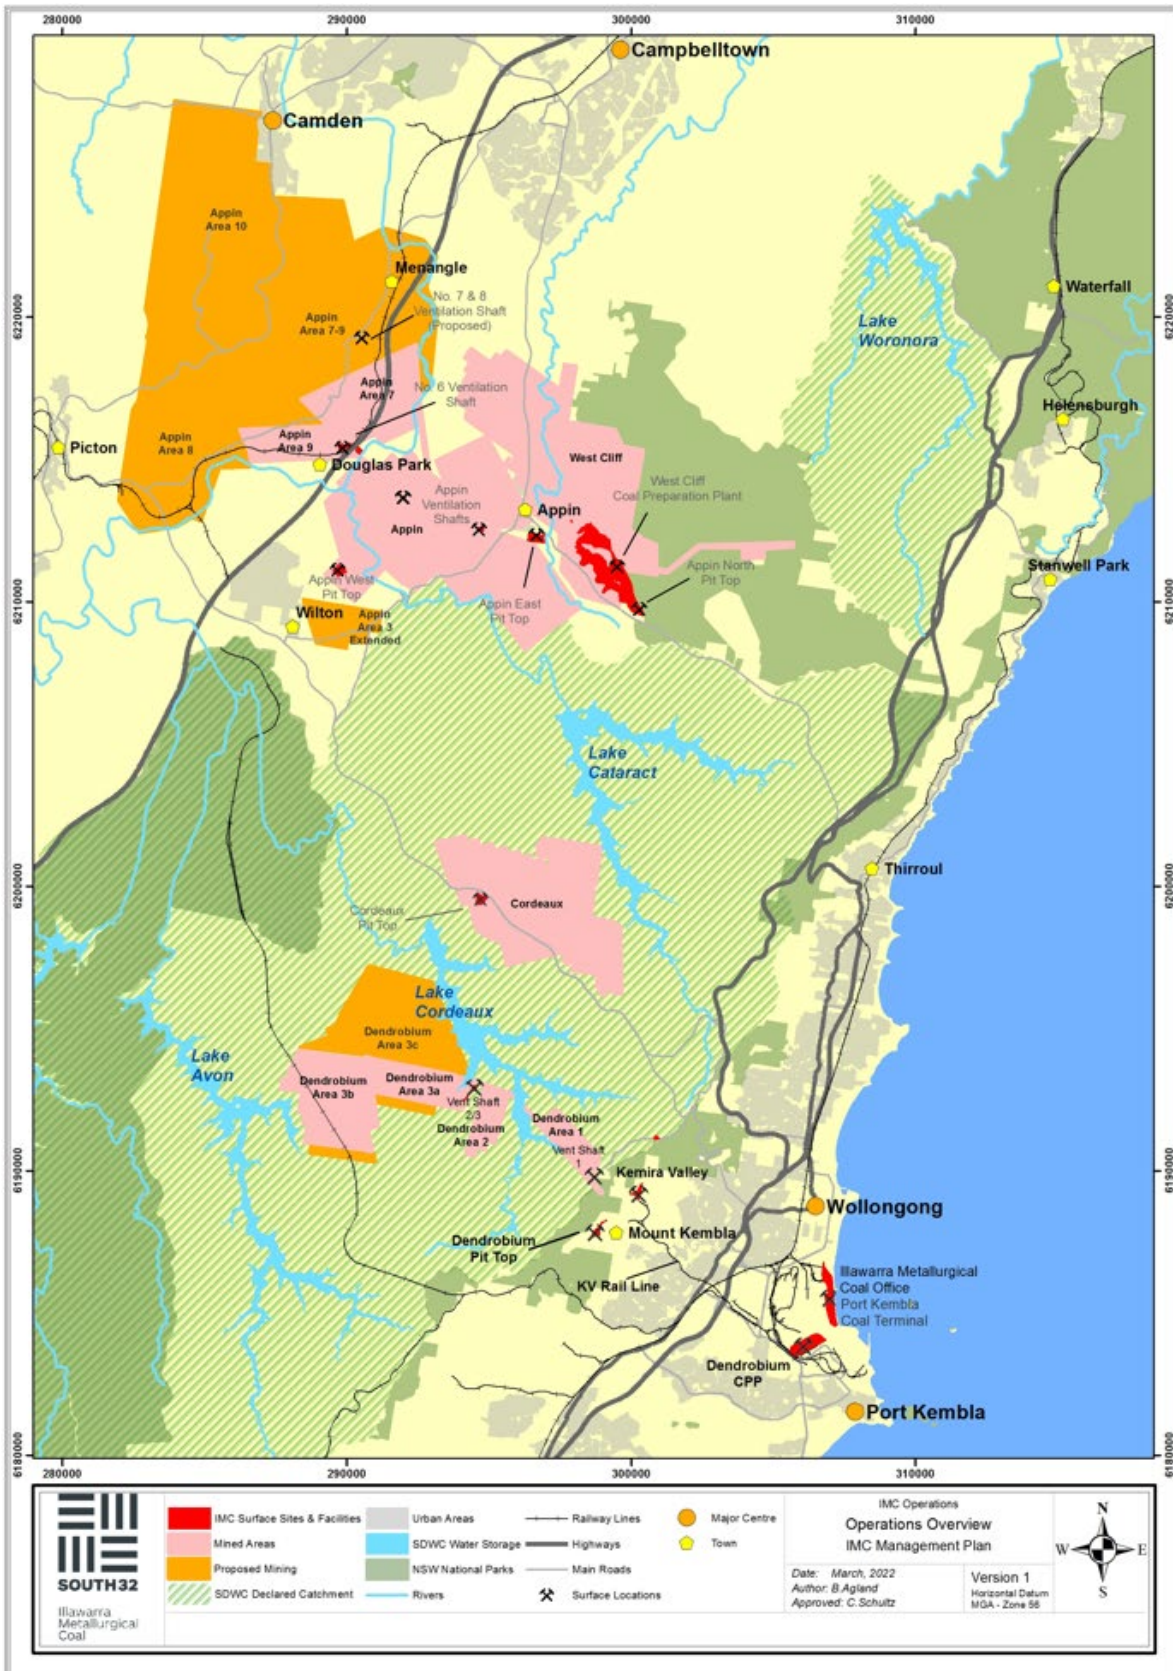 280000
290000
300000
310000
Campbelltown
Camden
Appin
Area 10
Menangle
No. 7 & 8
Ventilation Shaft
(Proposed)
Appin
Area 7-9
Waterfall
6220000
6220000
Lake
Woronora
Appin
Area 7
No. 6 Ventilation
Shaft
Helensburgh
Picton
Appin
Area 8
Appin
Area 9
Douglas Park
West Cliff
West Cliff
Coal Preparation Plant
Appin
Ventilation
Shafts
Appin
Appin
Appin West
Pit Top
Appin North
Pit Top
Stanwell Park
Appin East
Pit Top
6210000
6210000
Wilton
Appin
Area 3
Extended
Lake
Cataract
Thirroul
6200000
6200000
Cordeaux
Cordeaux
Pit Top
Lake
Cordeaux
Dendrobium
Area 3c
Lake
Avon
Dendrobium
Area 3b
Dendrobium
Area 3a
Vent Shaft
2/3
Dendrobium
Area 2
Dendrobium
Area 1
Vent Shaft
1
6190000
6190000
Kemira Valley
Wollongong
Mount Kembla
Dendrobium
Pit Top
KV Rail Line
Illawarra Metallurgical
Coal Office
Port Kembla
Coal Terminal
Dendrobium
CPP
Port Kembla
6180000
6180000
280000
290000
300000
310000
SOUTH32
Illawarra
Metallurgical
Coal
IMC Surface Sites & Facilities
Mined Areas
Proposed Mining
SDWC Declared Catchment
Urban Areas
SDWC Water Storage
NSW National Parks
Rivers
Railway Lines
Highways
Main Roads
Surface Locations
Major Centre
Town
IMC Operations
Operations Overview
IMC Management Plan
Date: March, 2022
Author: B.Agland
Approved: C.Schultz
Version 1
Horizontal Datum
MGA - Zone 56
N
W
E
S